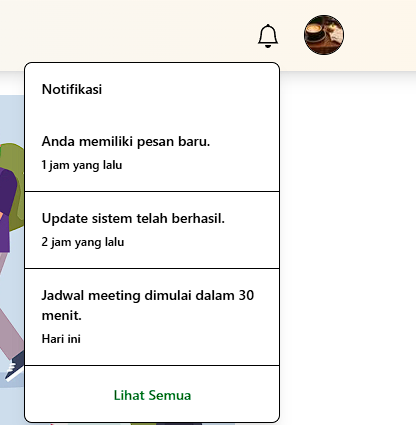 Notifikasi
Anda memiliki pesan baru.
1 jam yang lalu
Update sistem telah berhasil.
2 jam yang lalu
Jadwal meeting dimulai dalam 30
menit.
Hari ini
Lihat Semua